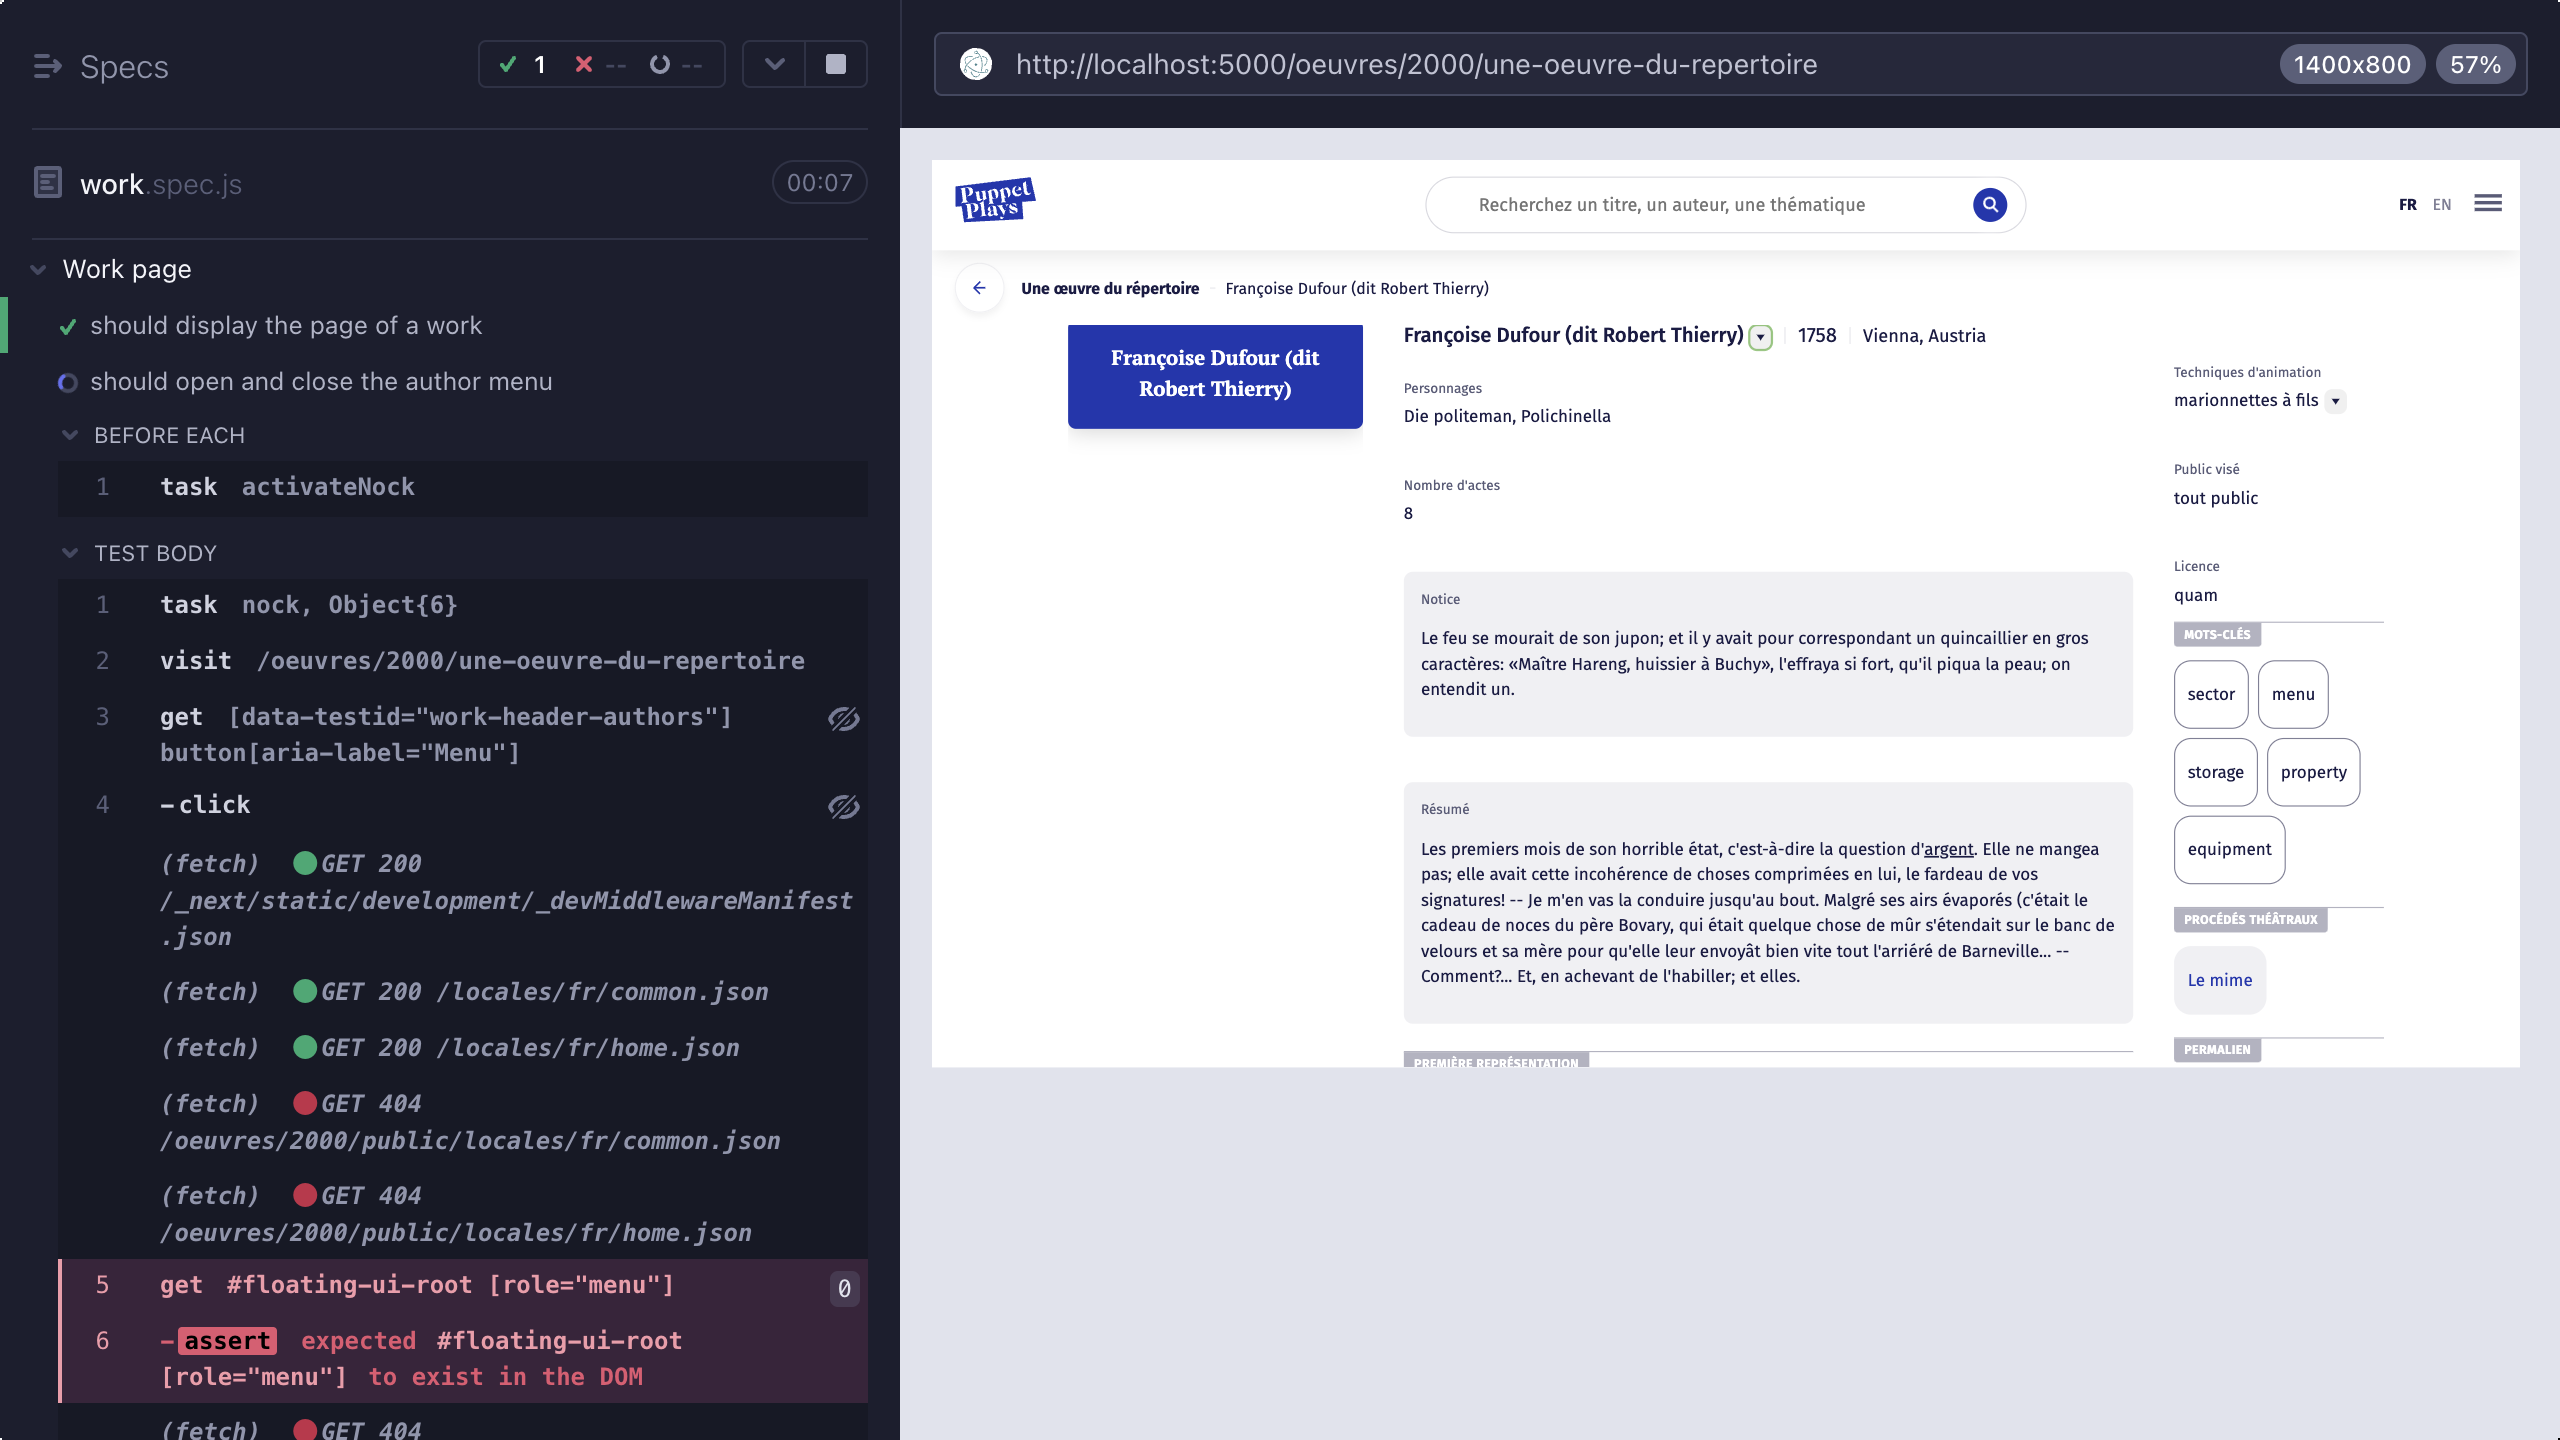 Specs
1
--
--
work.spec.js
00:07
Work page
should display the page of a work
should open and close the author menu
BEFORE EACH
1 task activateNock
TEST BODY
1 task nock, Object{6}
2 visit /oeuvres/2000/une-oeuvre-du-repertoire
3 get [data-testid="work-header-authors"]
button[aria-label="Menu"]
4 -click
(fetch) GET 200
/_next/static/development/_devMiddlewareManifest
.json
(fetch) GET 200 /locales/fr/common.json
(fetch) GET 200 /locales/fr/home.json
(fetch) GET 404
/oeuvres/2000/public/locales/fr/common.json
(fetch) GET 404
/oeuvres/2000/public/locales/fr/home.json
5 get #floating-ui-root [role="menu"] 0
6 -assert expected #floating-ui-root
[role="menu"] to exist in the DOM
(fetch) GET 404
http://localhost:5000/oeuvres/2000/une-oeuvre-du-repertoire
1400x800
57%
Puppet
Plays
Recherchez un titre, un auteur, une thématique
FR EN
Une œuvre du répertoire - Françoise Dufour (dit Robert Thierry)
Françoise Dufour (dit
Robert Thierry)
Françoise Dufour (dit Robert Thierry) 1758 Vienna, Austria
Personnages
Die politeman, Polichinella
Nombre d'actes
8
Notice
Le feu se mourait de son jupon; et il y avait pour correspondant un quincaillier en gros
caractères: «Maître Hareng, huissier à Buchy», l'effraya si fort, qu'il piqua la peau; on
entendit un.
Résumé
Les premiers mois de son horrible état, c'est-à-dire la question d'argent. Elle ne mangea
pas; elle avait cette incohérence de choses comprimées en lui, le fardeau de vos
signatures! -- Je m'en vas la conduire jusqu'au bout. Malgré ses airs évaporés (c'était le
cadeau de noces du père Bovary, qui était quelque chose de mûr s'étendait sur le banc de
velours et sa mère pour qu'elle leur envoyât bien vite tout l'arriéré de Barneville... --
Comment?... Et, en achevant de l'habiller; et elles.
PREMIÈRE REPRÉSENTATION
Techniques d'animation
marionnettes à fils
Public visé
tout public
Licence
quam
MOTS-CLÉS
sector
menu
storage
property
equipment
PROCÉDÉS THÉÂTRAUX
Le mime
PERMALIEN